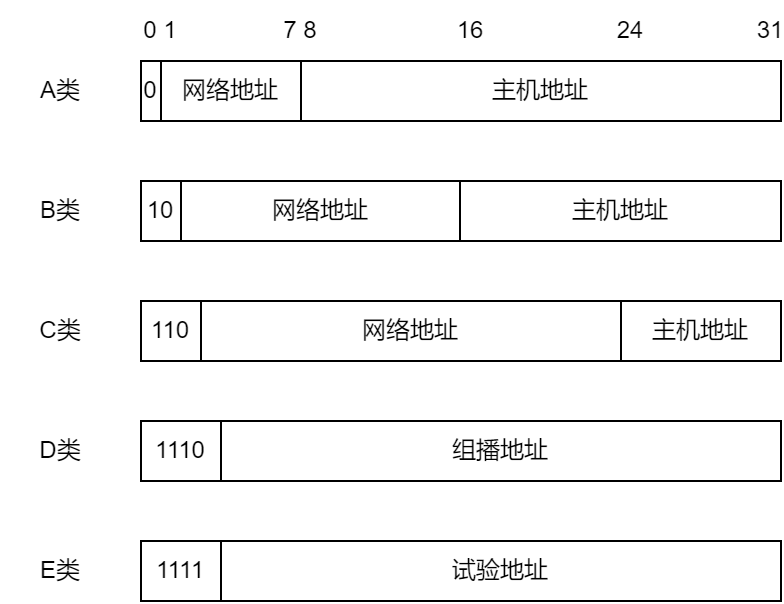 0 1 7 8 16 24 31
A类 0 网络地址 主机地址
B类 10 网络地址 主机地址
C类 110 网络地址 主机地址
D类 1110 组播地址
E类 1111 试验地址